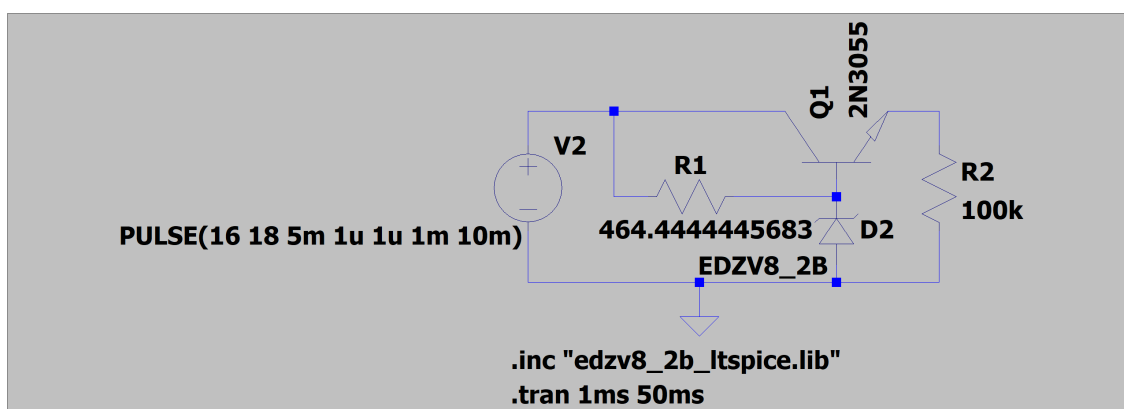 Q1
2N3055
V2
R1
R2
100k
PULSE(16 18 5m 1u 1u 1m 10m)
464.4444445683
D2
EDZV8_2B
.inc "edzv8_2b_ltspice.lib"
.tran 1ms 50ms